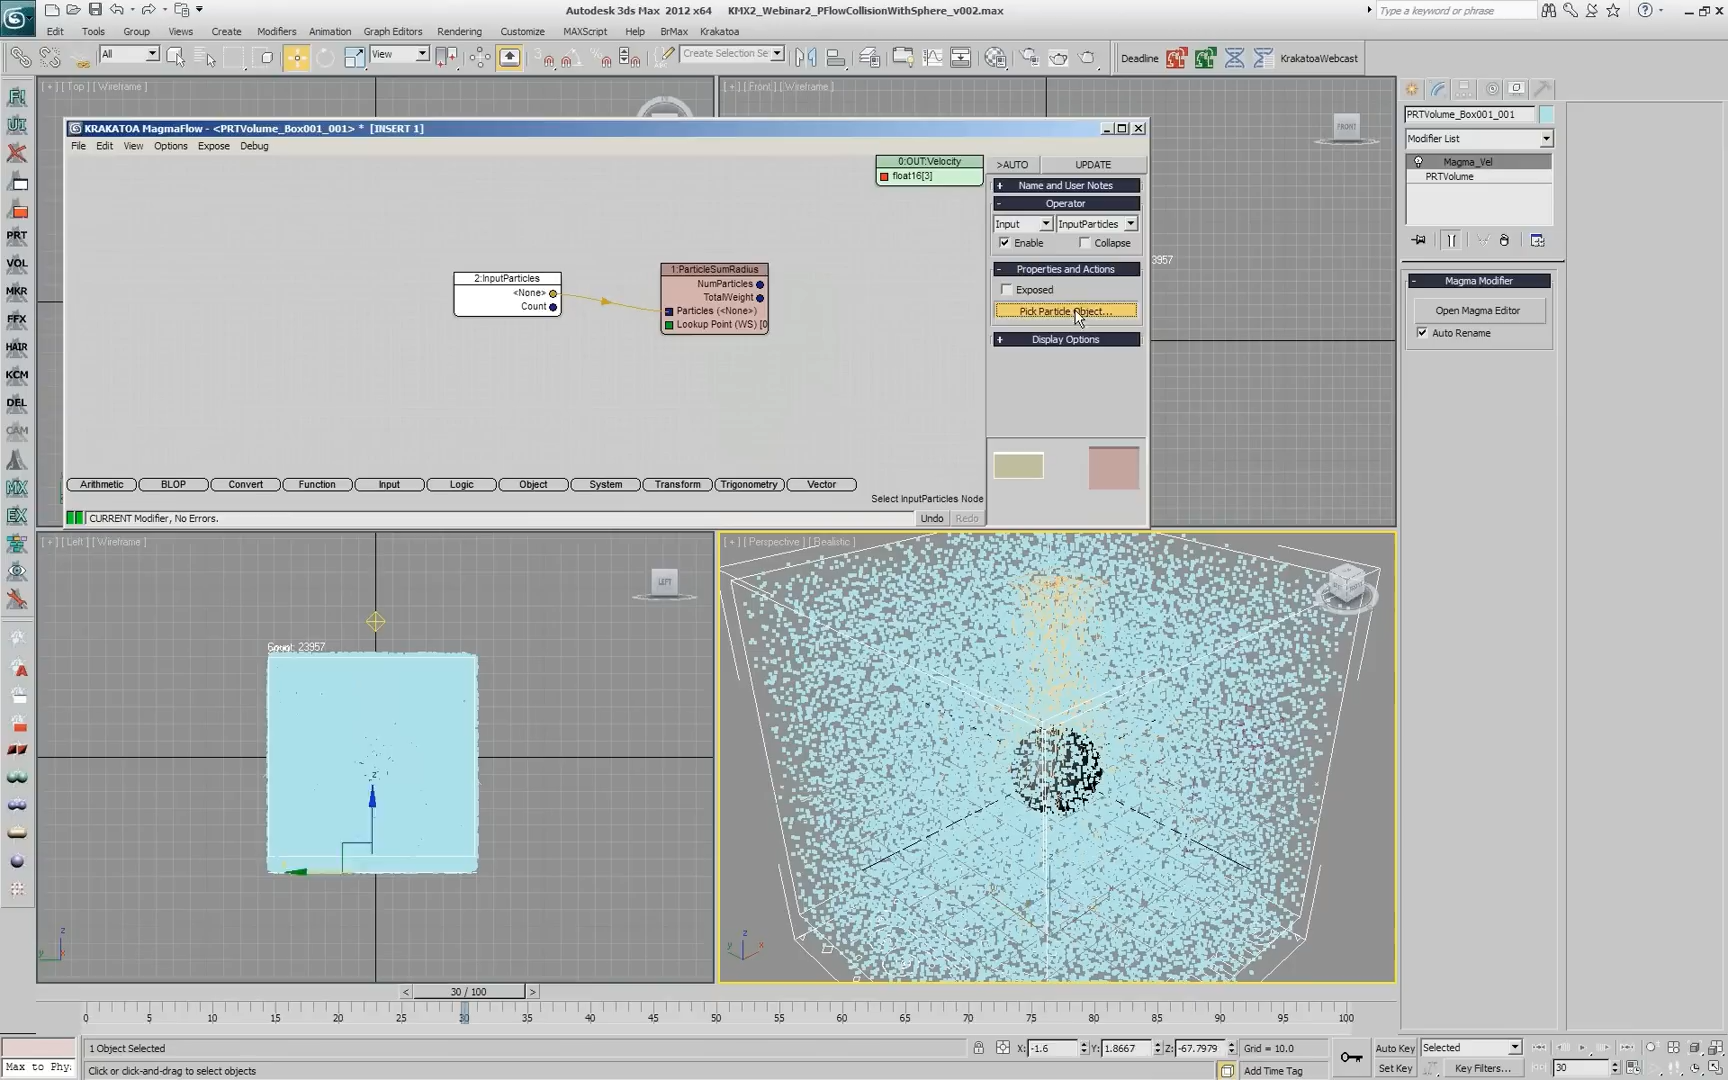 Autodesk 3ds Max 2012 x64 KMX2_Webinar2_PFlowCollisionWithSphere_v002.max
Type a keyword or phrase
Edit Tools Group Views Create Modifiers Animation Graph Editors Rendering Customize MAXScript Help BrMax Krakatoa
All View Create Selection Se Deadline KrakatoaWebcast
[ + ] [ Top ] [ Wireframe ]
[ + ] [ Front ] [ Wireframe ]
FRONT
PRTVolume_Box001_001
Modifier List
Magma_Vel
PRTVolume
Magma Modifier
Open Magma Editor
Auto Rename
KRAKATOA MagmaFlow - <PRTVolume_Box001_001> * [INSERT 1]
File Edit View Options Expose Debug
0:OUT:Velocity
float16[3]
>AUTO UPDATE
+ Name and User Notes
- Operator
Input InputParticles
Enable Collapse
- Properties and Actions
Exposed
Pick Particle Object...
+ Display Options
2:InputParticles
<None>
Count
1:ParticleSumRadius
NumParticles
TotalWeight
Particles (<None>)
Lookup Point (WS) [0
3957
Arithmetic BLOP Convert Function Input Logic Object System Transform Trigonometry Vector
Select InputParticles Node
CURRENT Modifier, No Errors. Undo Redo
PRT
VOL
MKR
FFX
HAIR
KCM
DEL
CAM
MX
EX
[ + ] [ Left ] [ Wireframe ]
LEFT
Count: 23957
z
z
y
x
[ + ] [ Perspective ] [ Realistic ]
z
y
x
< 30 / 100 >
0 5 10 15 20 25 30 35 40 45 50 55 60 65 70 75 80 85 90 95 100
1 Object Selected X: -1.6 Y: 1.8667 Z: -67.7979 Grid = 10.0 Auto Key Selected
Max to Phy. Click or click-and-drag to select objects Add Time Tag Set Key Key Filters... 30